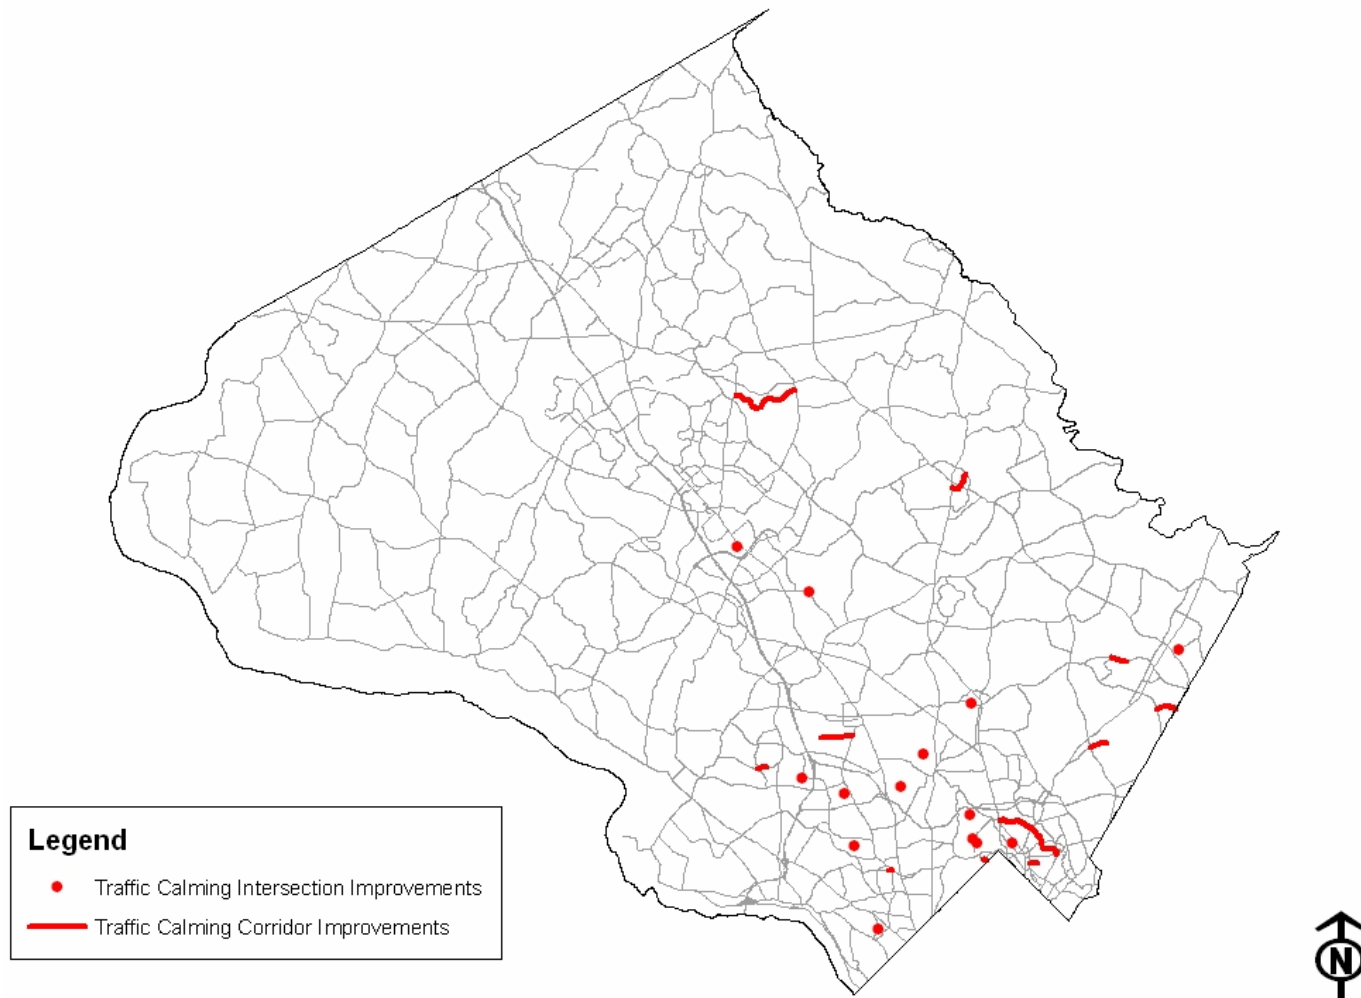 Legend
Traffic Calming Intersection Improvements
Traffic Calming Corridor Improvements
N